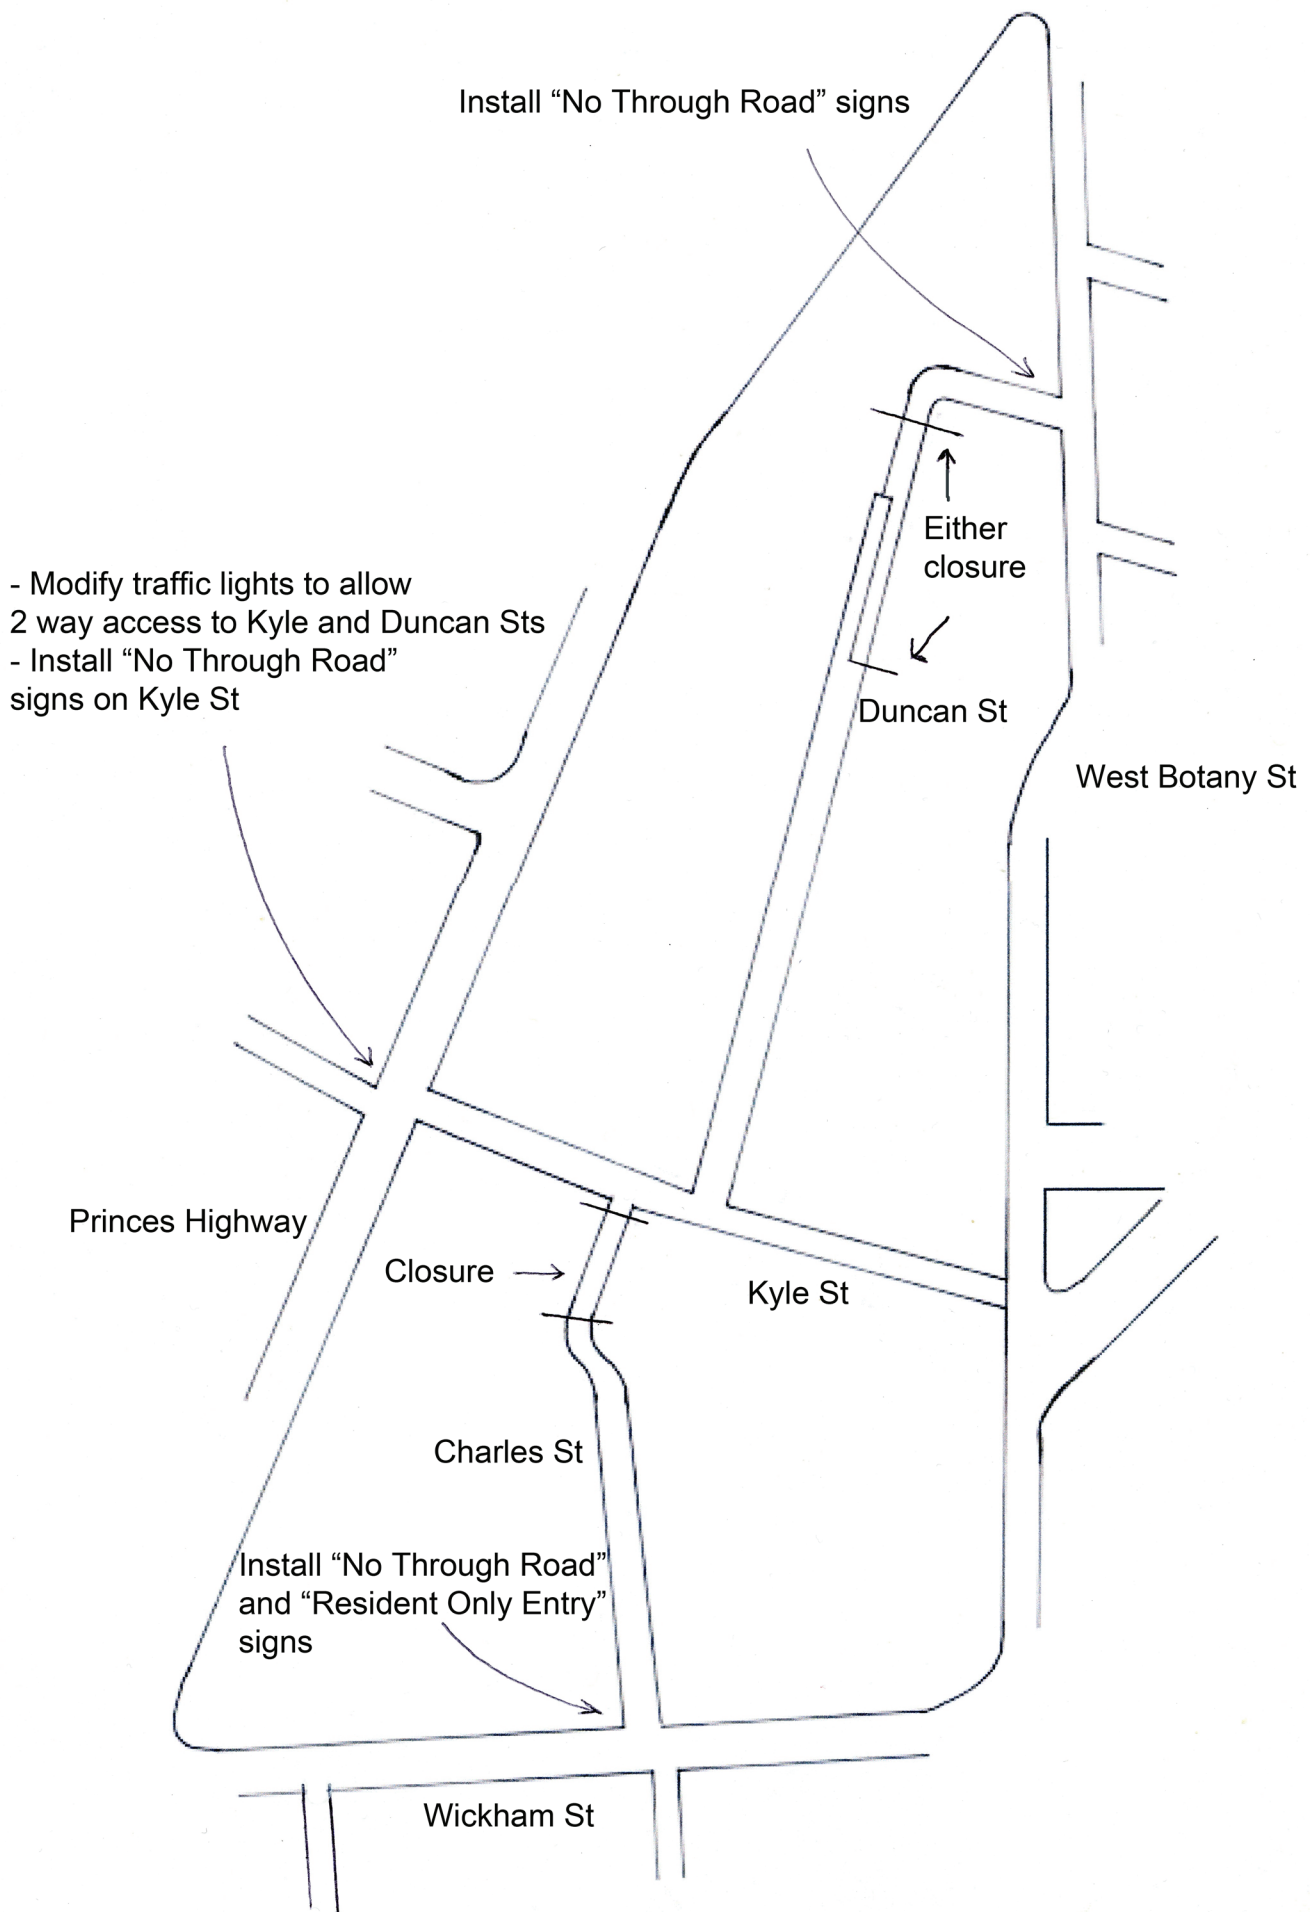 Install “No Through Road” signs
Either
closure
- Modify traffic lights to allow
2 way access to Kyle and Duncan Sts
- Install “No Through Road”
signs on Kyle St
Duncan St
West Botany St
Princes Highway
Closure
Kyle St
Charles St
Install “No Through Road”
and “Resident Only Entry”
signs
Wickham St